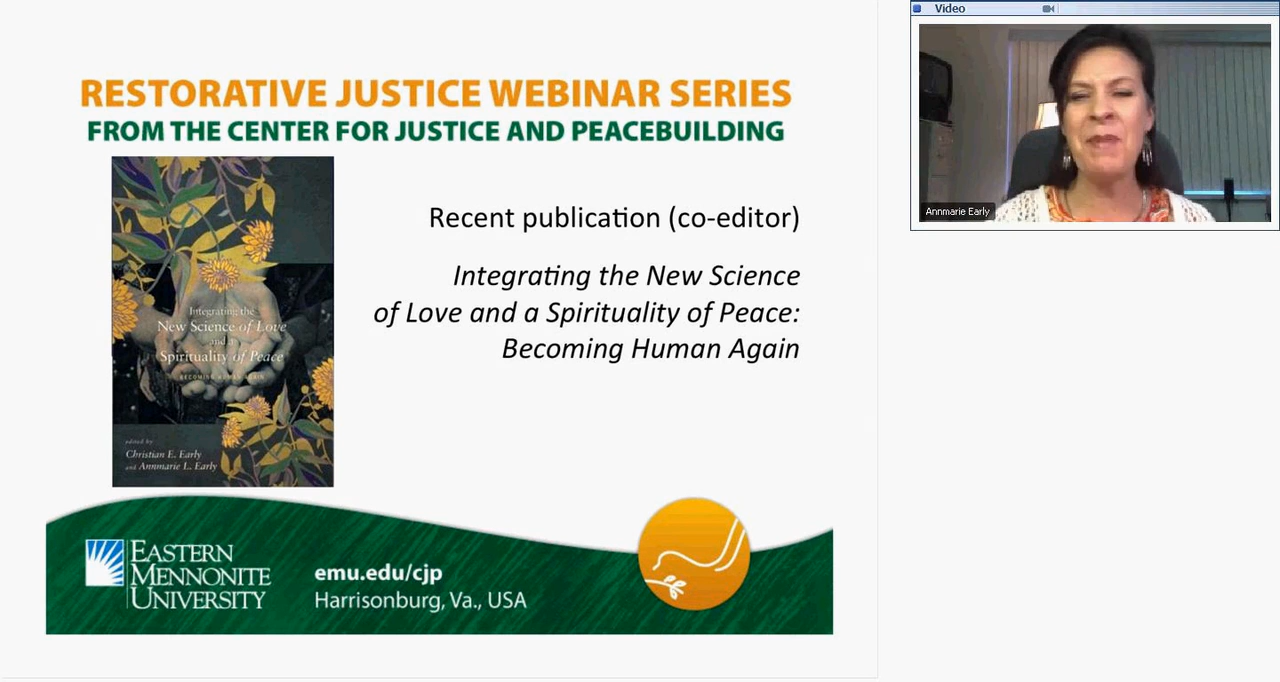 RESTORATIVE JUSTICE WEBINAR SERIES
FROM THE CENTER FOR JUSTICE AND PEACEBUILDING
Integrating the
New Science of Love
and a
Spirituality of Peace
BECOMING HUMAN AGAIN
edited by
Christian E. Early
and Annmarie L. Early
Recent publication (co-editor)
Integrating the New Science
of Love and a Spirituality of Peace:
Becoming Human Again
EASTERN
MENNONITE
UNIVERSITY
emu.edu/cjp
Harrisonburg, Va., USA
Video
Annmarie Early